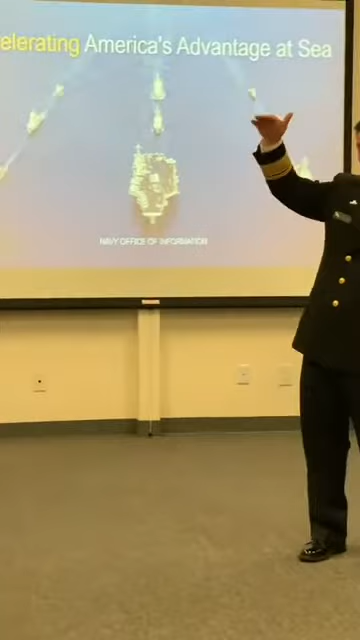 elerating America's Advantage at Sea
NAVY OFFICE OF INFORMATION